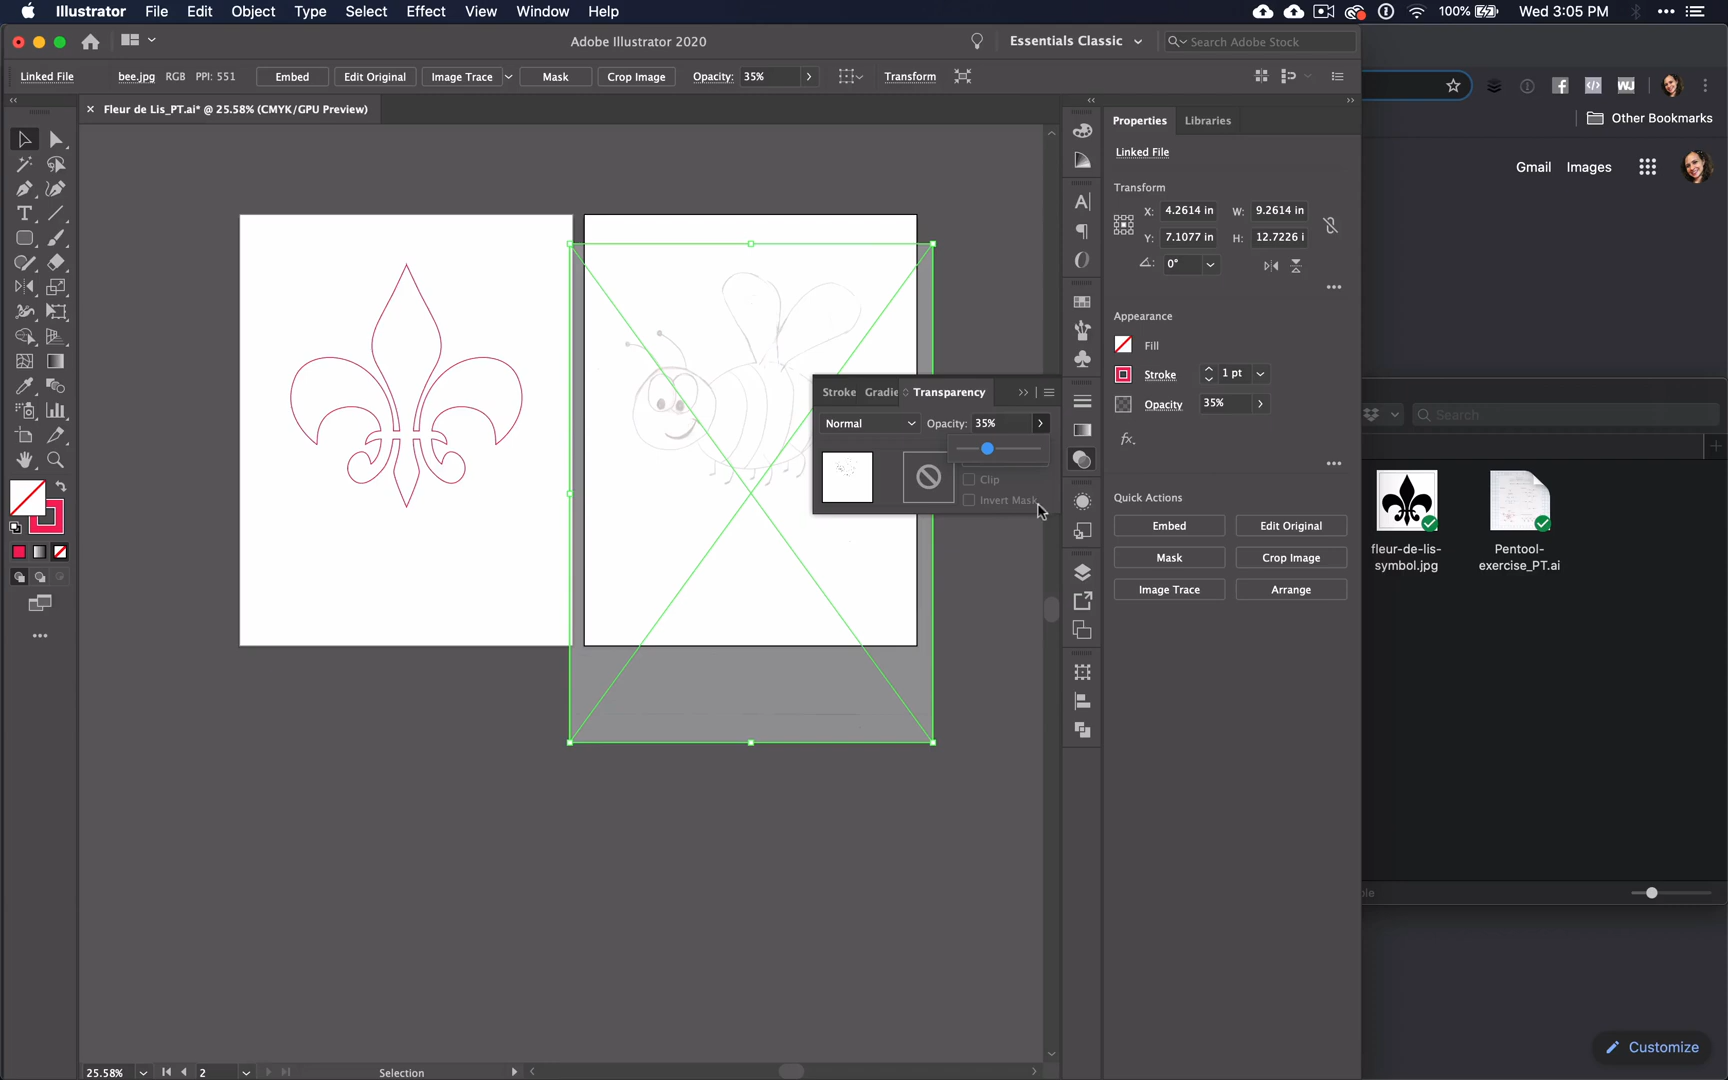 Illustrator File Edit Object Type Select Effect View Window Help
100% Wed 3:05 PM
Adobe Illustrator 2020
Essentials Classic
Search Adobe Stock
Linked File bee.jpg RGB PPI: 551 Embed Edit Original Image Trace Mask Crop Image Opacity: 35% Transform
Fleur de Lis_PT.ai* @ 25.58% (CMYK/GPU Preview)
Properties Libraries
Linked File
Transform
X: 4.2614 in W: 9.2614 in
Y: 7.1077 in H: 12.7226 i
0°
Appearance
Fill
Stroke 1 pt
Opacity 35%
fx.
Quick Actions
Embed Edit Original
Mask Crop Image
Image Trace Arrange
Stroke Gradie Transparency
Normal Opacity: 35%
Clip
Invert Mask
Other Bookmarks
Gmail Images
Search
fleur-de-lis-
symbol.jpg
Pentool-
exercise_PT.ai
Customize
25.58% 2 Selection